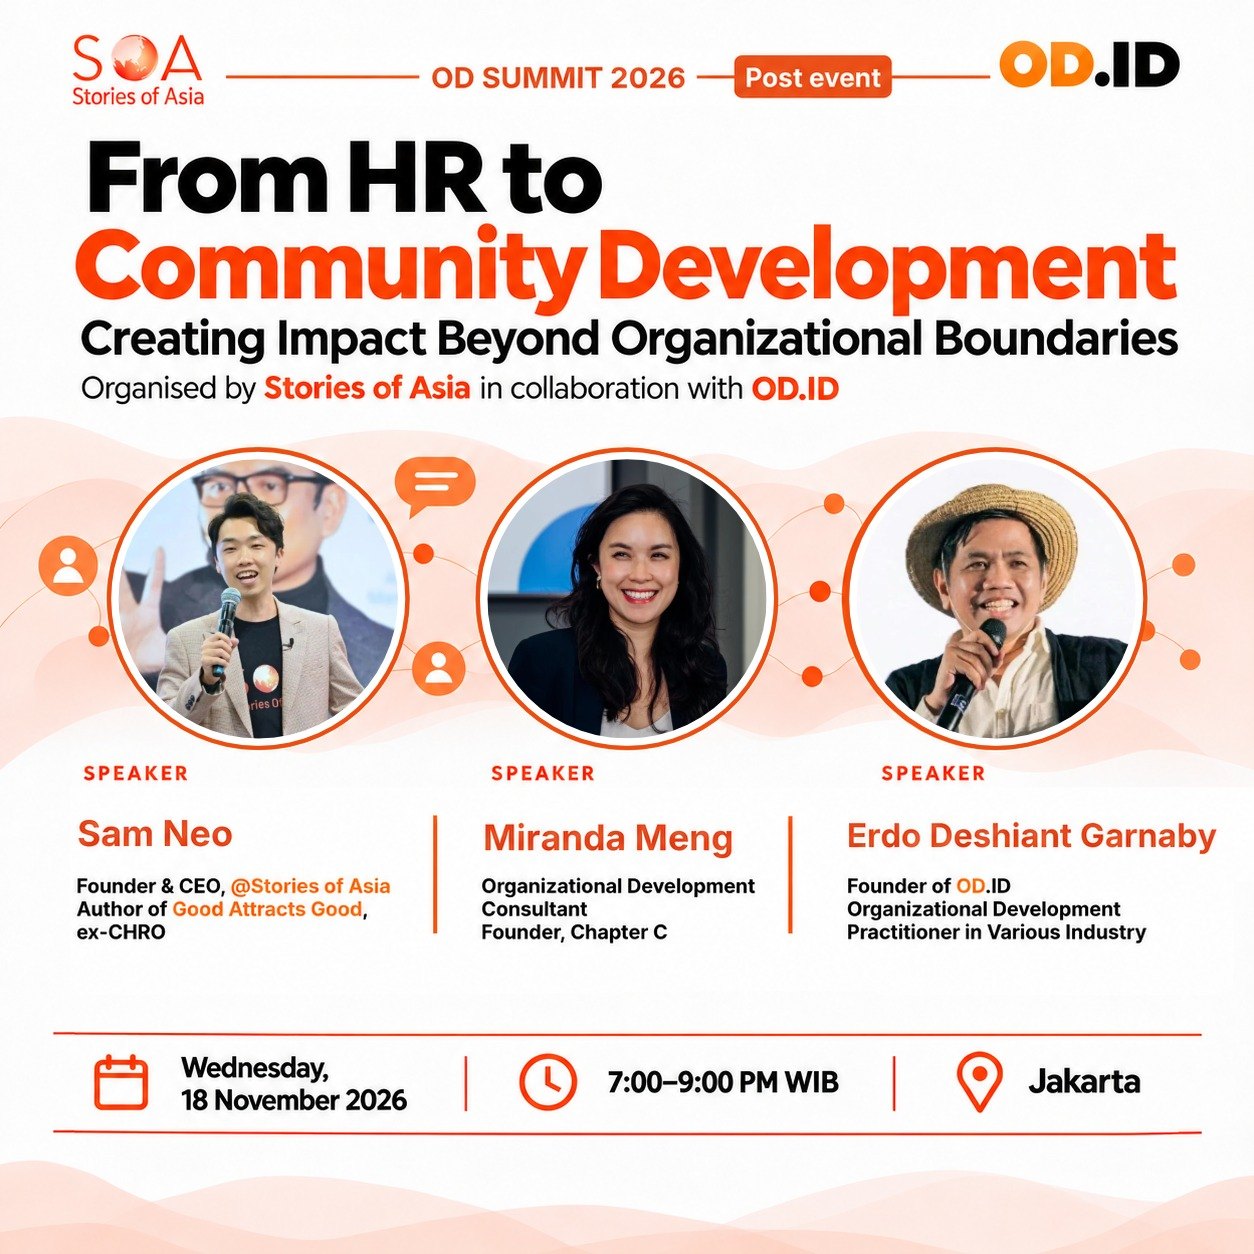 SOA
Stories of Asia
OD SUMMIT 2026
Post event
OD.ID
From HR to
Community Development
Creating Impact Beyond Organizational Boundaries
Organised by Stories of Asia in collaboration with OD.ID
SPEAKER
Sam Neo
Founder & CEO, @Stories of Asia
Author of Good Attracts Good,
ex-CHRO
SPEAKER
Miranda Meng
Organizational Development
Consultant
Founder, Chapter C
SPEAKER
Erdo Deshiant Garnaby
Founder of OD.ID
Organizational Development
Practitioner in Various Industry
Wednesday,
18 November 2026
7:00–9:00 PM WIB
Jakarta